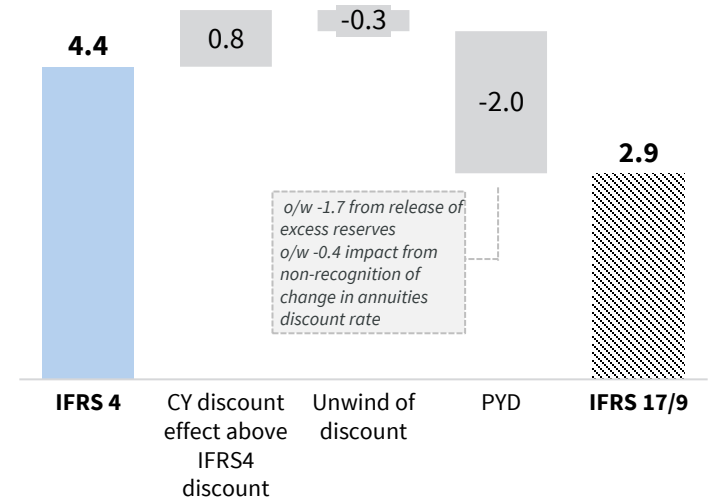 4.4
0.8
-0.3
-2.0
2.9
o/w -1.7 from release of
excess reserves
o/w -0.4 impact from
non-recognition of
change in annuities
discount rate
IFRS 4
CY discount
effect above
IFRS4
discount
Unwind of
discount
PYD
IFRS 17/9